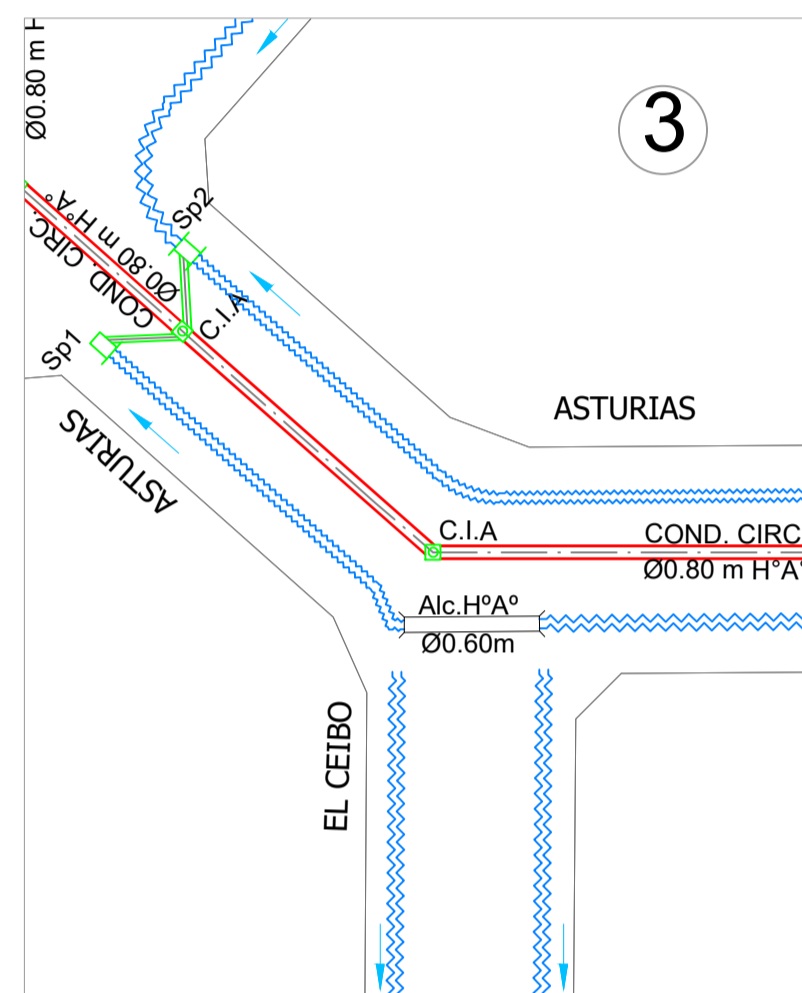 Ø0.80 m H
3
Sp2
COND. CIRC.
Ø0.80 m H°A°
C.I.A
Sp1
ASTURIAS
ASTURIAS
C.I.A
COND. CIRC
Ø0.80 m H°A°
Alc.HºAº
Ø0.60m
EL CEIBO